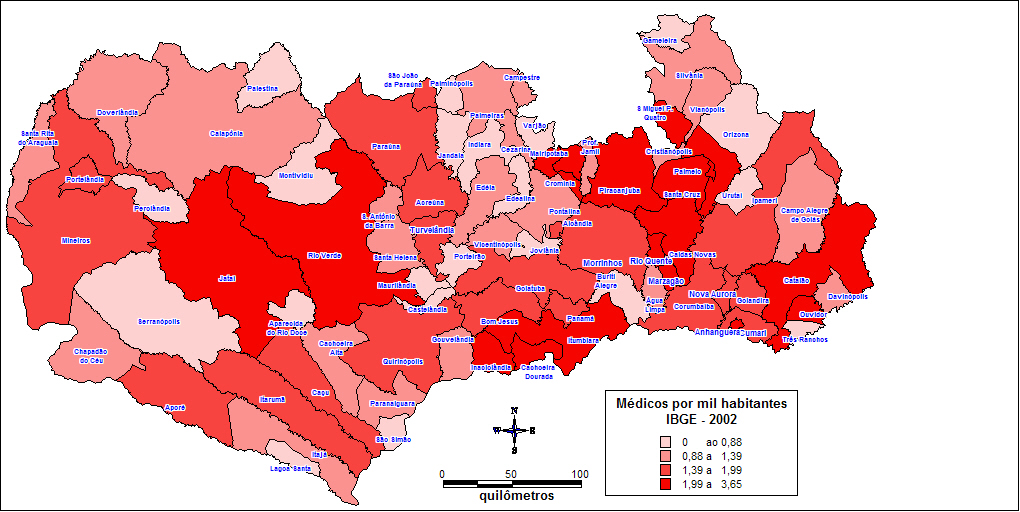 Gameleira
São João
da Paraúna
Palminópolis
Campestre
Silvânia
Palestina
Doverlândia
S Miguel P.
Quatro
Vianópolis
Palmeiras
Varjão
Santa Rita
do Araguaia
Caiapônia
Orizona
Paraúna
Indiara
Cezarina
Prof.
Jamil
Jandaia
Mairipotaba
Cristianópolis
Montividiu
Palmelo
Portelândia
Edéia
Cromínia
Piracanjuba
Santa Cruz
Urutaí
Ipameri
Perolândia
Acreúna
Edealina
Pontalina
Campo Alegre
de Goiás
S. Antônio
da Barra
Turvelândia
Aloândia
Mineiros
Vicentinópolis
Joviânia
Rio Verde
Santa Helena
Porteirão
Morrinhos
Rio Quente
Caldas Novas
Jataí
Maurilândia
Goiatuba
Buriti
Alegre
Marzagão
Catalão
Nova Aurora
Davinópolis
Água
Limpa
Corumbaíba
Goiandira
Castelândia
Serranópolis
Aparecida
do Rio Doce
Bom Jesus
Panamá
Ouvidor
Anhanguera
Cumari
Três Ranchos
Cachoeira
Alta
Gouvelândia
Itumbiara
Chapadão
do Céu
Quirinópolis
Inaciolândia
Cachoeira
Dourada
Caçu
Itarumã
Paranaiguara
Aporé
São Simão
Itajá
Lagoa Santa
N
W E
S
0 50 100
quilômetros
Médicos por mil habitantes
IBGE - 2002
0 ao 0,88
0,88 a 1,39
1,39 a 1,99
1,99 a 3,65